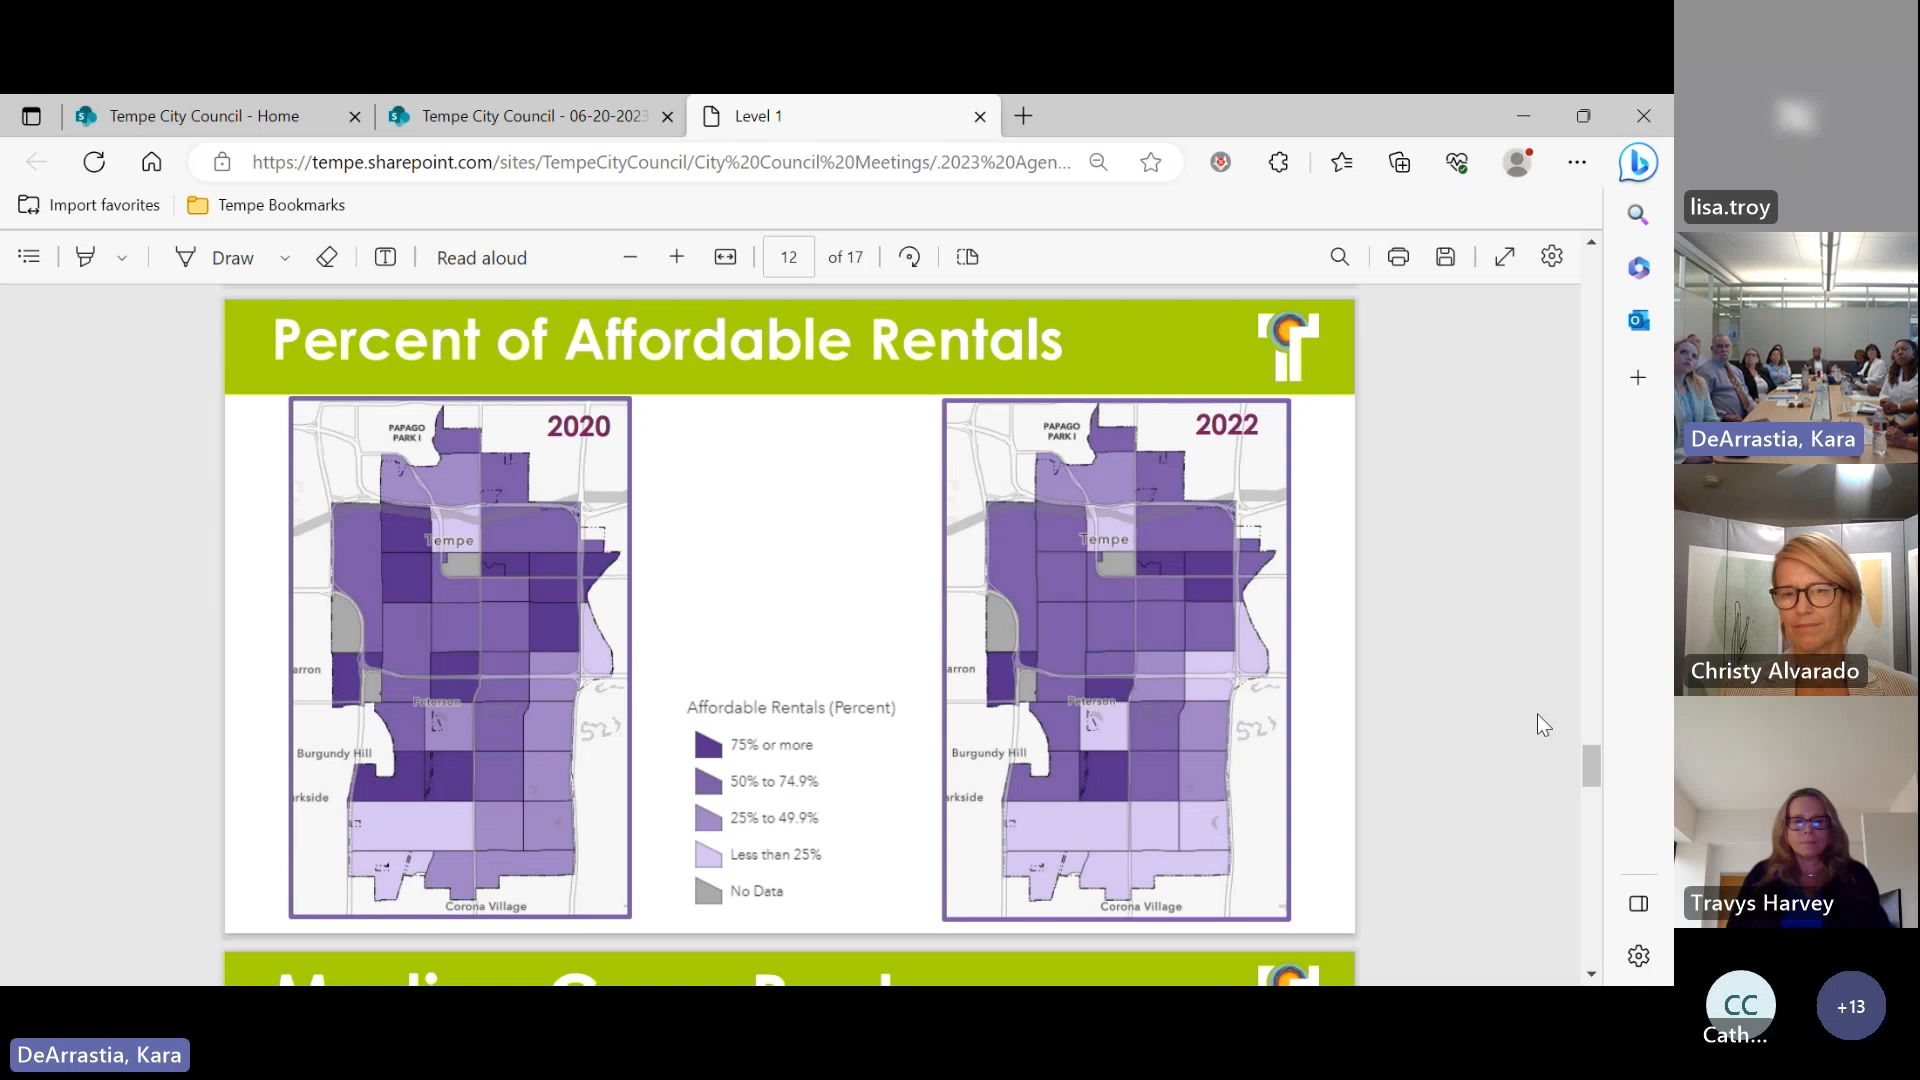 Tempe City Council - Home
Tempe City Council - 06-20-2023
Level 1
https://tempe.sharepoint.com/sites/TempeCityCouncil/City%20Council%20Meetings/.2023%20Agen...
Import favorites
Tempe Bookmarks
Draw
Read aloud
12 of 17
Percent of Affordable Rentals
2020
PAPAGO
PARK I
Tempe
arron
Peterson
Burgundy Hill
rkside
Corona Village
Affordable Rentals (Percent)
75% or more
50% to 74.9%
25% to 49.9%
Less than 25%
No Data
2022
PAPAGO
PARK I
Tempe
arron
Peterson
Burgundy Hill
arkside
Corona Village
lisa.troy
DeArrastia, Kara
Christy Alvarado
Travys Harvey
CC
Cath...
+13
DeArrastia, Kara